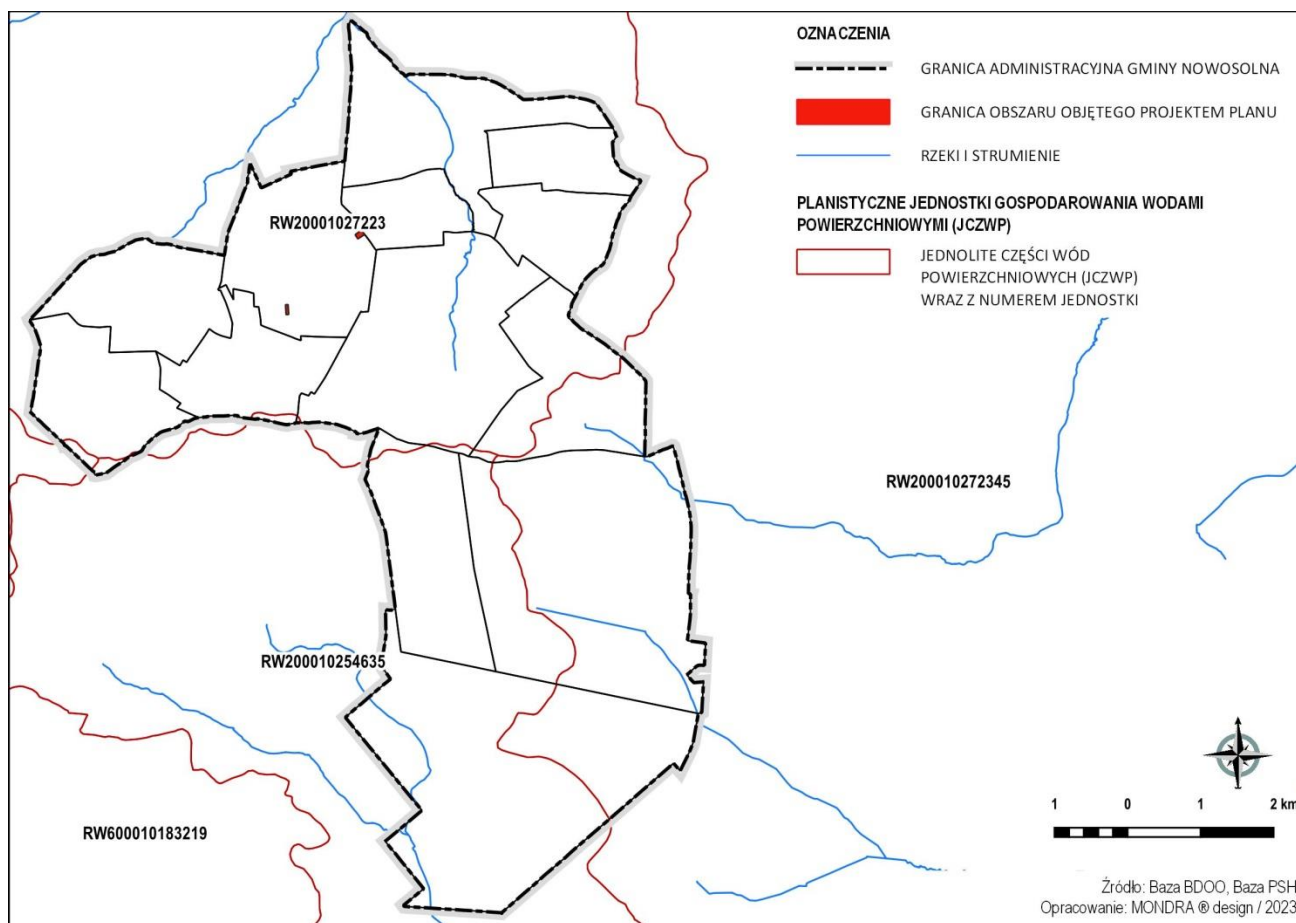 OZNACZENIA
GRANICA ADMINISTRACYJNA GMINY NOWOSOLNA
GRANICA OBSZARU OBJĘTEGO PROJEKTEM PLANU
RZEKI I STRUMIENIE
PLANISTYCZNE JEDNOSTKI GOSPODAROWANIA WODAMI
POWIERZCHNIOWYMI (JCZWP)
JEDNOLITE CZĘŚCI WÓD
POWIERZCHNIOWYCH (JCZWP)
WRAZ Z NUMEREM JEDNOSTKI
RW20001027223
RW200010272345
RW200010254635
RW600010183219
1 0 1 2 km
Źródło: Baza BDOO, Baza PSH
Opracowanie: MONDRA ® design / 2023